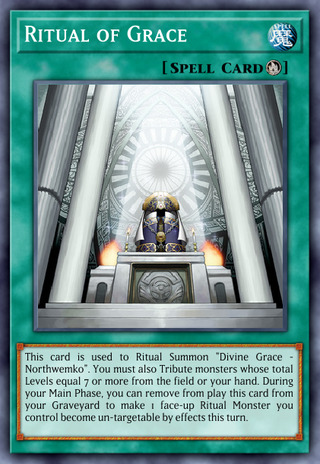 Ritual of Grace
魔
[Spell Card]
This card is used to Ritual Summon "Divine Grace -
Northwemko". You must also Tribute monsters whose total
Levels equal 7 or more from the field or your hand. During
your Main Phase, you can remove from play this card from
your Graveyard to make 1 face-up Ritual Monster you
control become un-targetable by effects this turn.